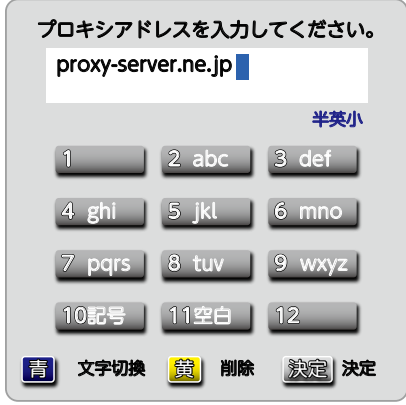 プロキシアドレスを入力してください。
proxy-server.ne.jp
半英小
1 2 abc 3 def
4 ghi 5 jkl 6 mno
7 pqrs 8 tuv 9 wxyz
10記号 11空白 12
青 文字切換 黄 削除 決定 決定